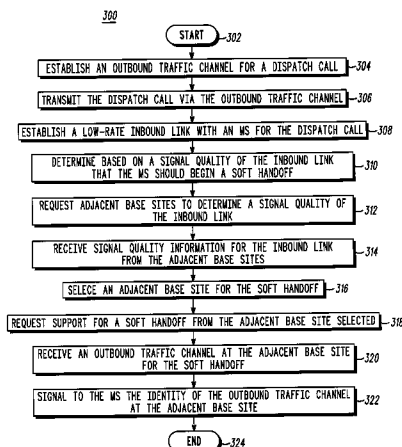 300
START
302
ESTABLISH AN OUTBOUND TRAFFIC CHANNEL FOR A DISPATCH CALL
304
TRANSMIT THE DISPATCH CALL VIA THE OUTBOUND TRAFFIC CHANNEL
306
ESTABLISH A LOW-RATE INBOUND LINK WITH AN MS FOR THE DISPATCH CALL
308
DETERMINE BASED ON A SIGNAL QUALITY OF THE INBOUND LINK
THAT THE MS SHOULD BEGIN A SOFT HANDOFF
310
REQUEST ADJACENT BASE SITES TO DETERMINE A SIGNAL QUALITY OF
THE INBOUND LINK
312
RECEIVE SIGNAL QUALITY INFORMATION FOR THE INBOUND LINK
FROM THE ADJACENT BASE SITES
314
SELECE AN ADJACENT BASE SITE FOR THE SOFT HANDOFF
316
REQUEST SUPPORT FOR A SOFT HANDOFF FROM THE ADJACENT BASE SITE SELECTED
318
RECEIVE AN OUTBOUND TRAFFIC CHANNEL AT THE ADJACENT BASE SITE
FOR THE SOFT HANDOFF
320
SIGNAL TO THE MS THE IDENTITY OF THE OUTBOUND TRAFFIC CHANNEL
AT THE ADJACENT BASE SITE
322
END
324